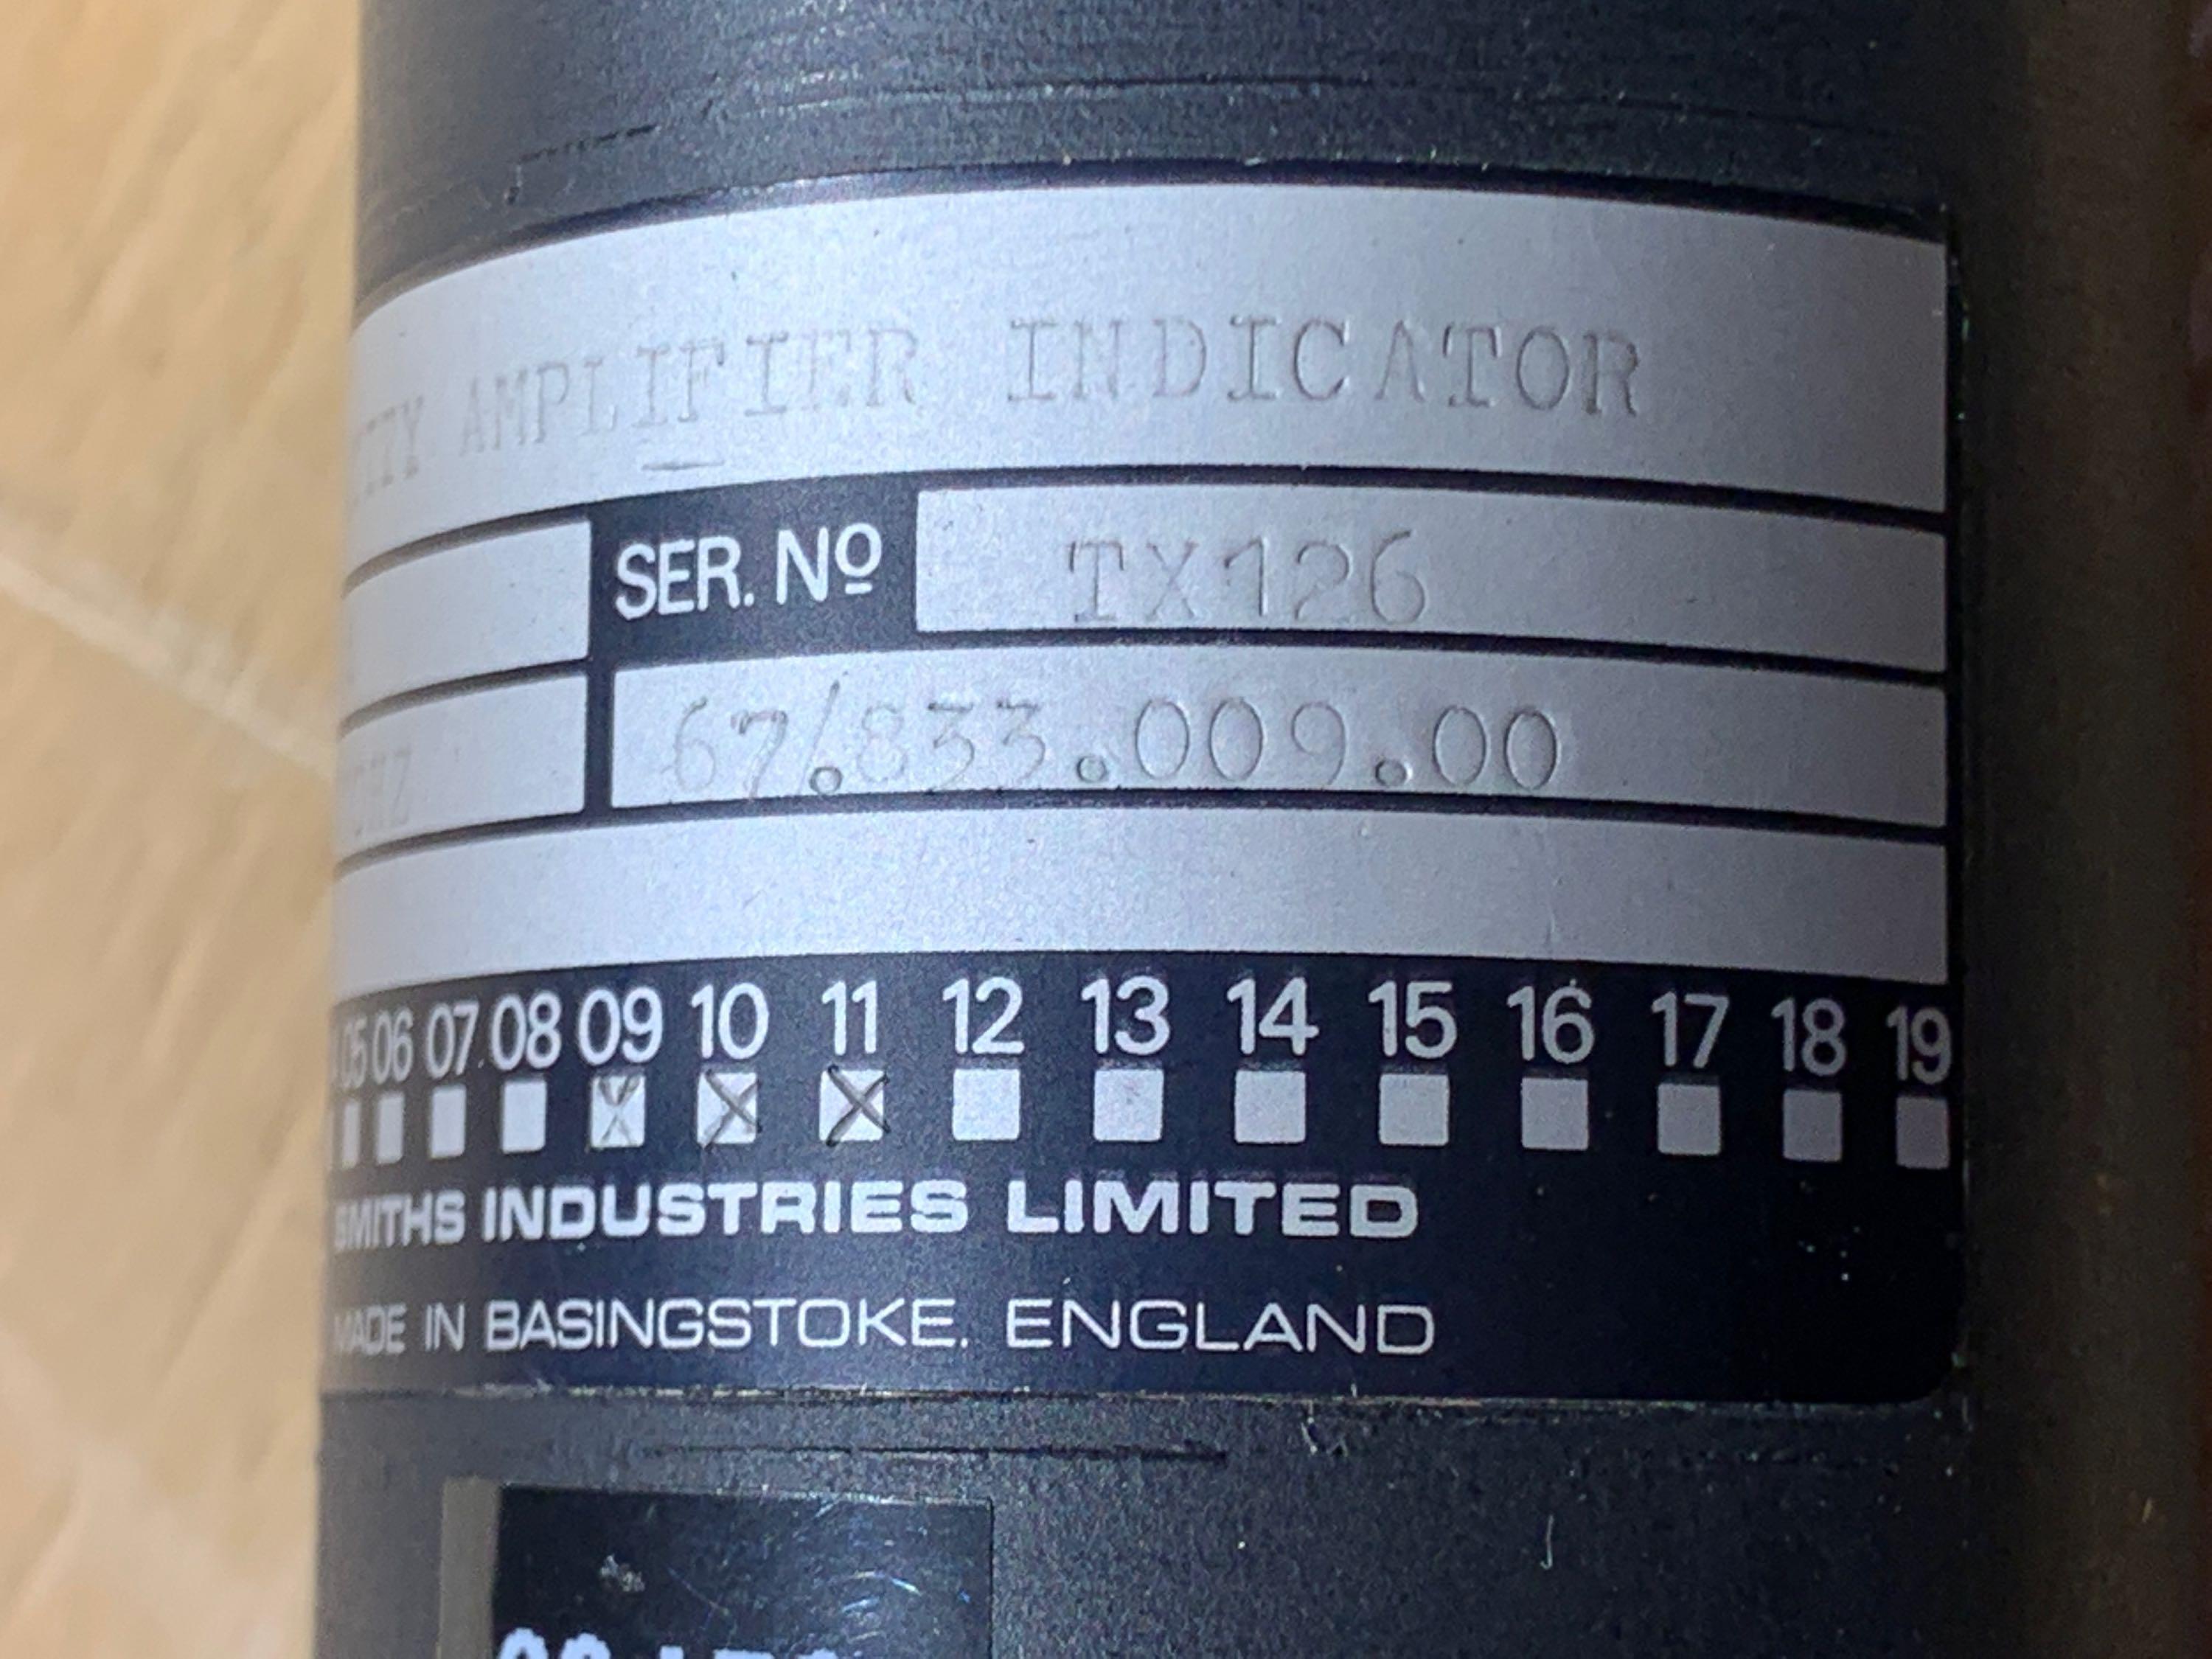 AMPLIFIER INDICATOR
SER. Nº TX126
67/.833.009.00
05 06 07 08 09 10 11 12 13 14 15 16 17 18 19
SMITHS INDUSTRIES LIMITED
MADE IN BASINGSTOKE. ENGLAND